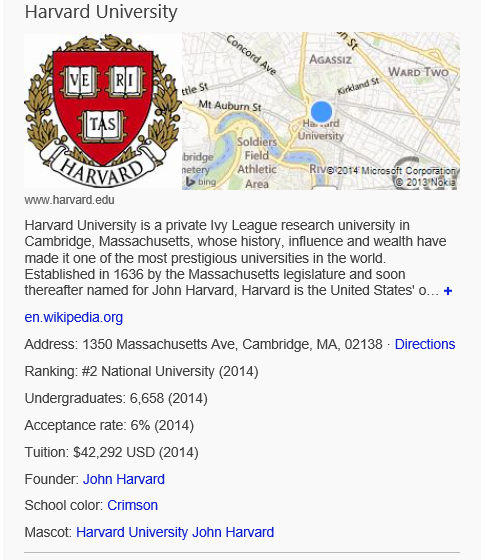 Harvard University
VE RI
TAS
HARVARD
Concord Ave
AGASSIZ
WARD TWO
ttle St
Kirkland St
Mt Auburn St
Harvard
University
Soldiers
Field
Athletic
Area
bridge
metery
bing
© 2014 Microsoft Corporation
© 2013 Nokia
www.harvard.edu
Harvard University is a private Ivy League research university in
Cambridge, Massachusetts, whose history, influence and wealth have
made it one of the most prestigious universities in the world.
Established in 1636 by the Massachusetts legislature and soon
thereafter named for John Harvard, Harvard is the United States' o... +
en.wikipedia.org
Address: 1350 Massachusetts Ave, Cambridge, MA, 02138 · Directions
Ranking: #2 National University (2014)
Undergraduates: 6,658 (2014)
Acceptance rate: 6% (2014)
Tuition: $42,292 USD (2014)
Founder: John Harvard
School color: Crimson
Mascot: Harvard University John Harvard